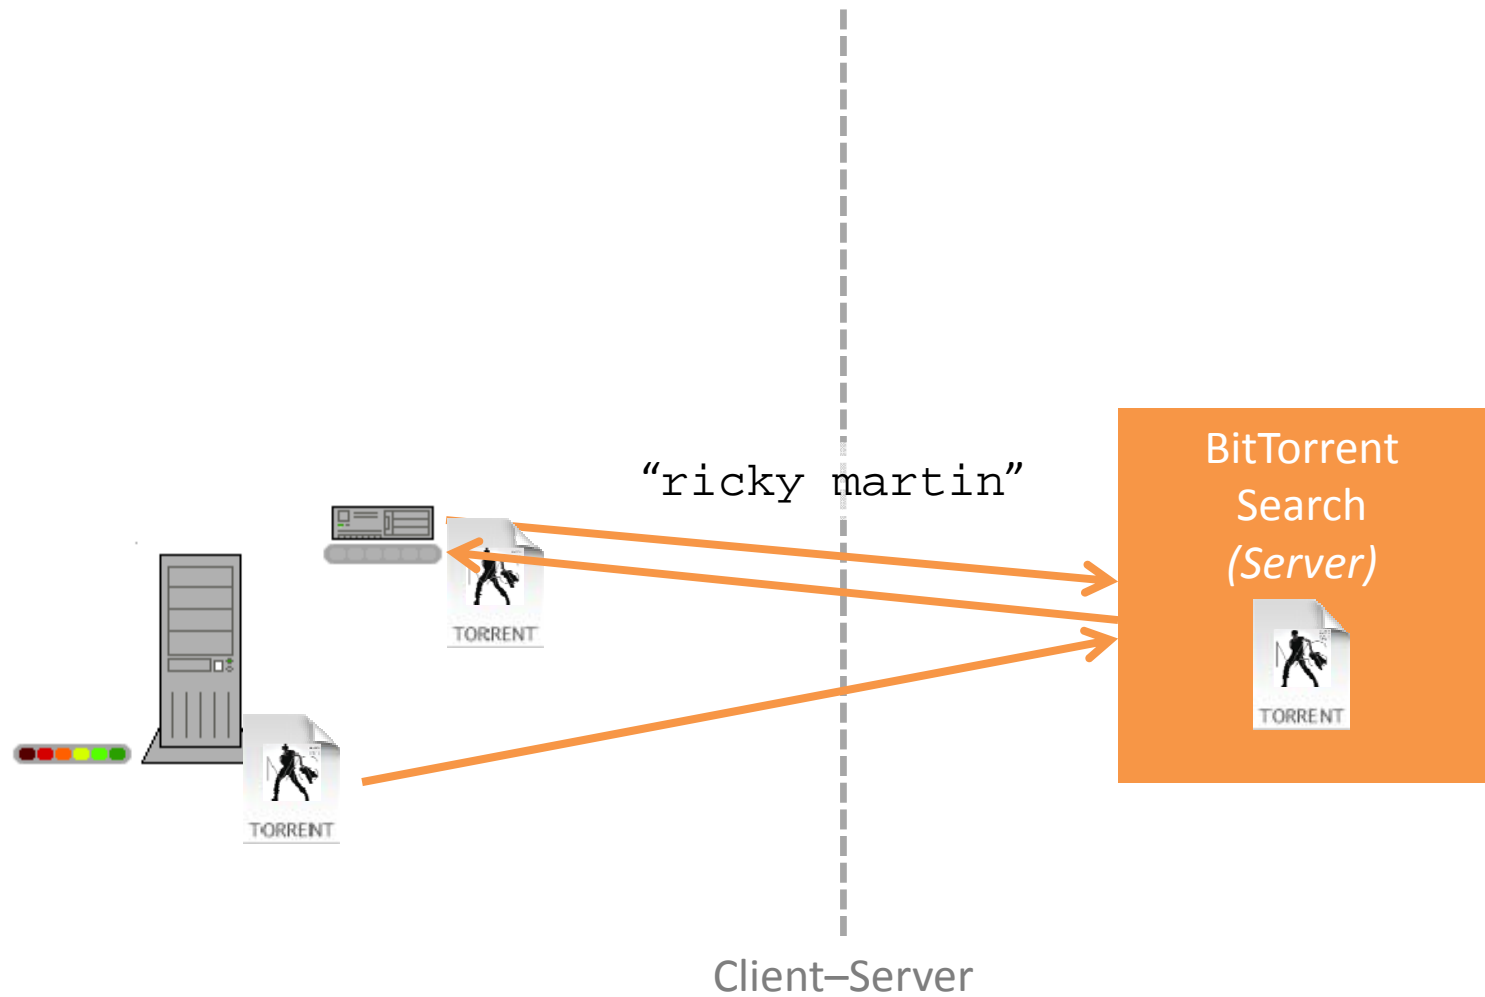 “ricky martin”
BitTorrent
Search
(Server)
TORRENT
TORRENT
TORRENT
Client–Server